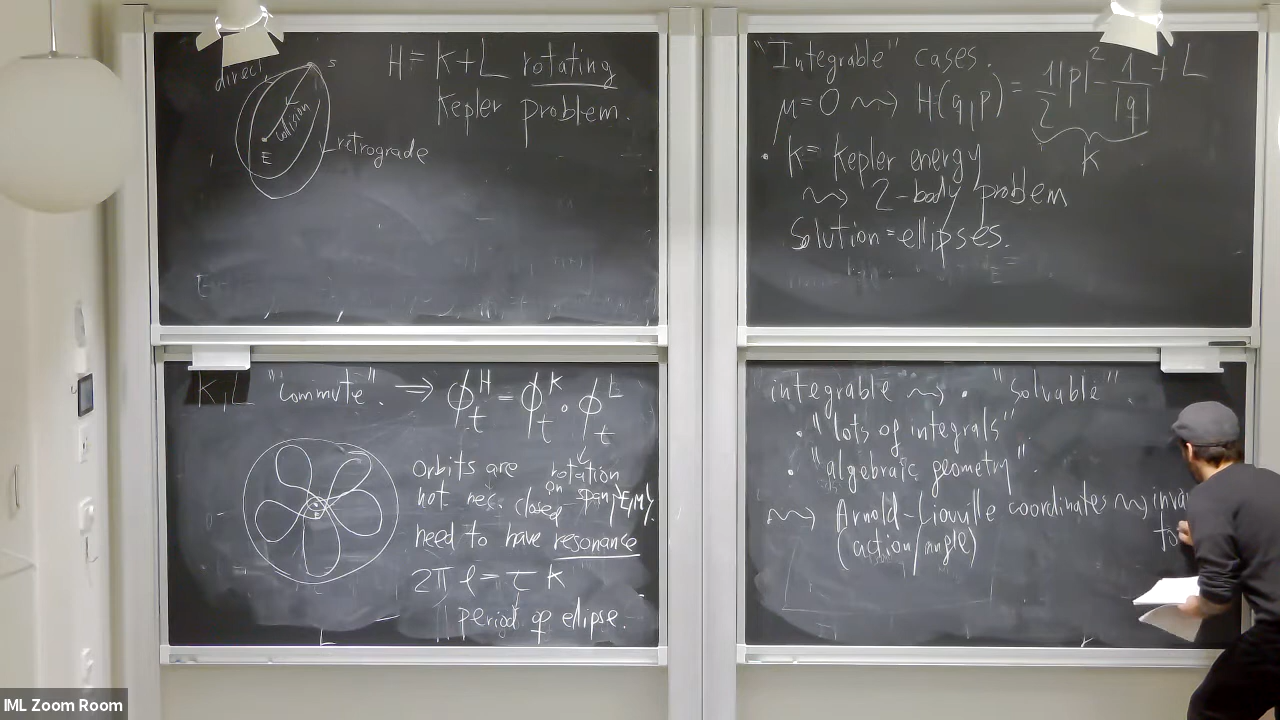 direct
S
collision
E
retrograde
H = K + L rotating
Kepler problem.
"Integrable" cases.
μ = 0 ⇝ H(q,p) = 1/2 |p|² - 1/|q| + L
K
• K = Kepler energy
⇝ 2-body problem
Solution = ellipses.
K, L "commute". ⟹ ϕ_t^H = ϕ_t^K ∘ ϕ_t^L
orbits are
not nec. closed
rotation
on span{E,M}.
need to have resonance
2π ℓ = τ k
period of ellipse.
E
integrable ⇝ • "solvable".
• "lots of integrals"
• "algebraic geometry".
⇝ Arnold-Liouville coordinates ⇝ inva
(action/angle)
to
IML Zoom Room